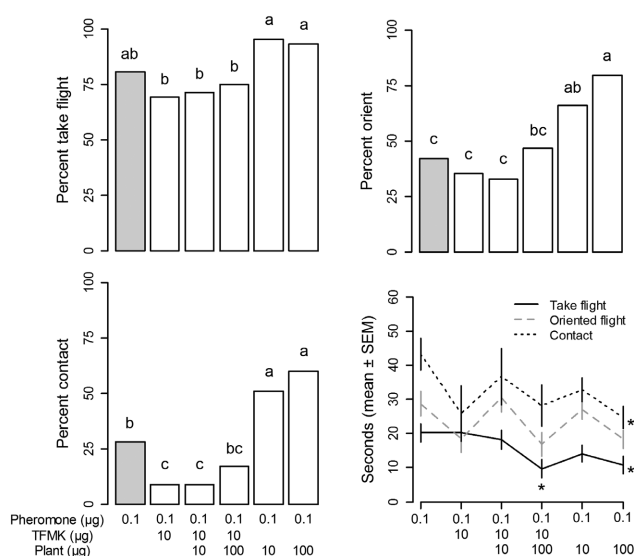 Percent take flight
100
75
50
25
0
ab
b
b
b
a
a
Percent orient
100
75
50
25
0
c
c
c
bc
ab
a
Percent contact
100
75
50
25
0
b
c
c
bc
a
a
Seconds (mean ± SEM)
60
50
40
30
20
10
0
Take flight
Oriented flight
Contact
*
*
*
Pheromone (µg) 0.1 0.1 0.1 0.1 0.1 0.1
TFMK (µg) 10 10 10
Plant (µg) 10 100 10 100
0.1 0.1 0.1 0.1 0.1 0.1
10 10 10
10 100 10 100